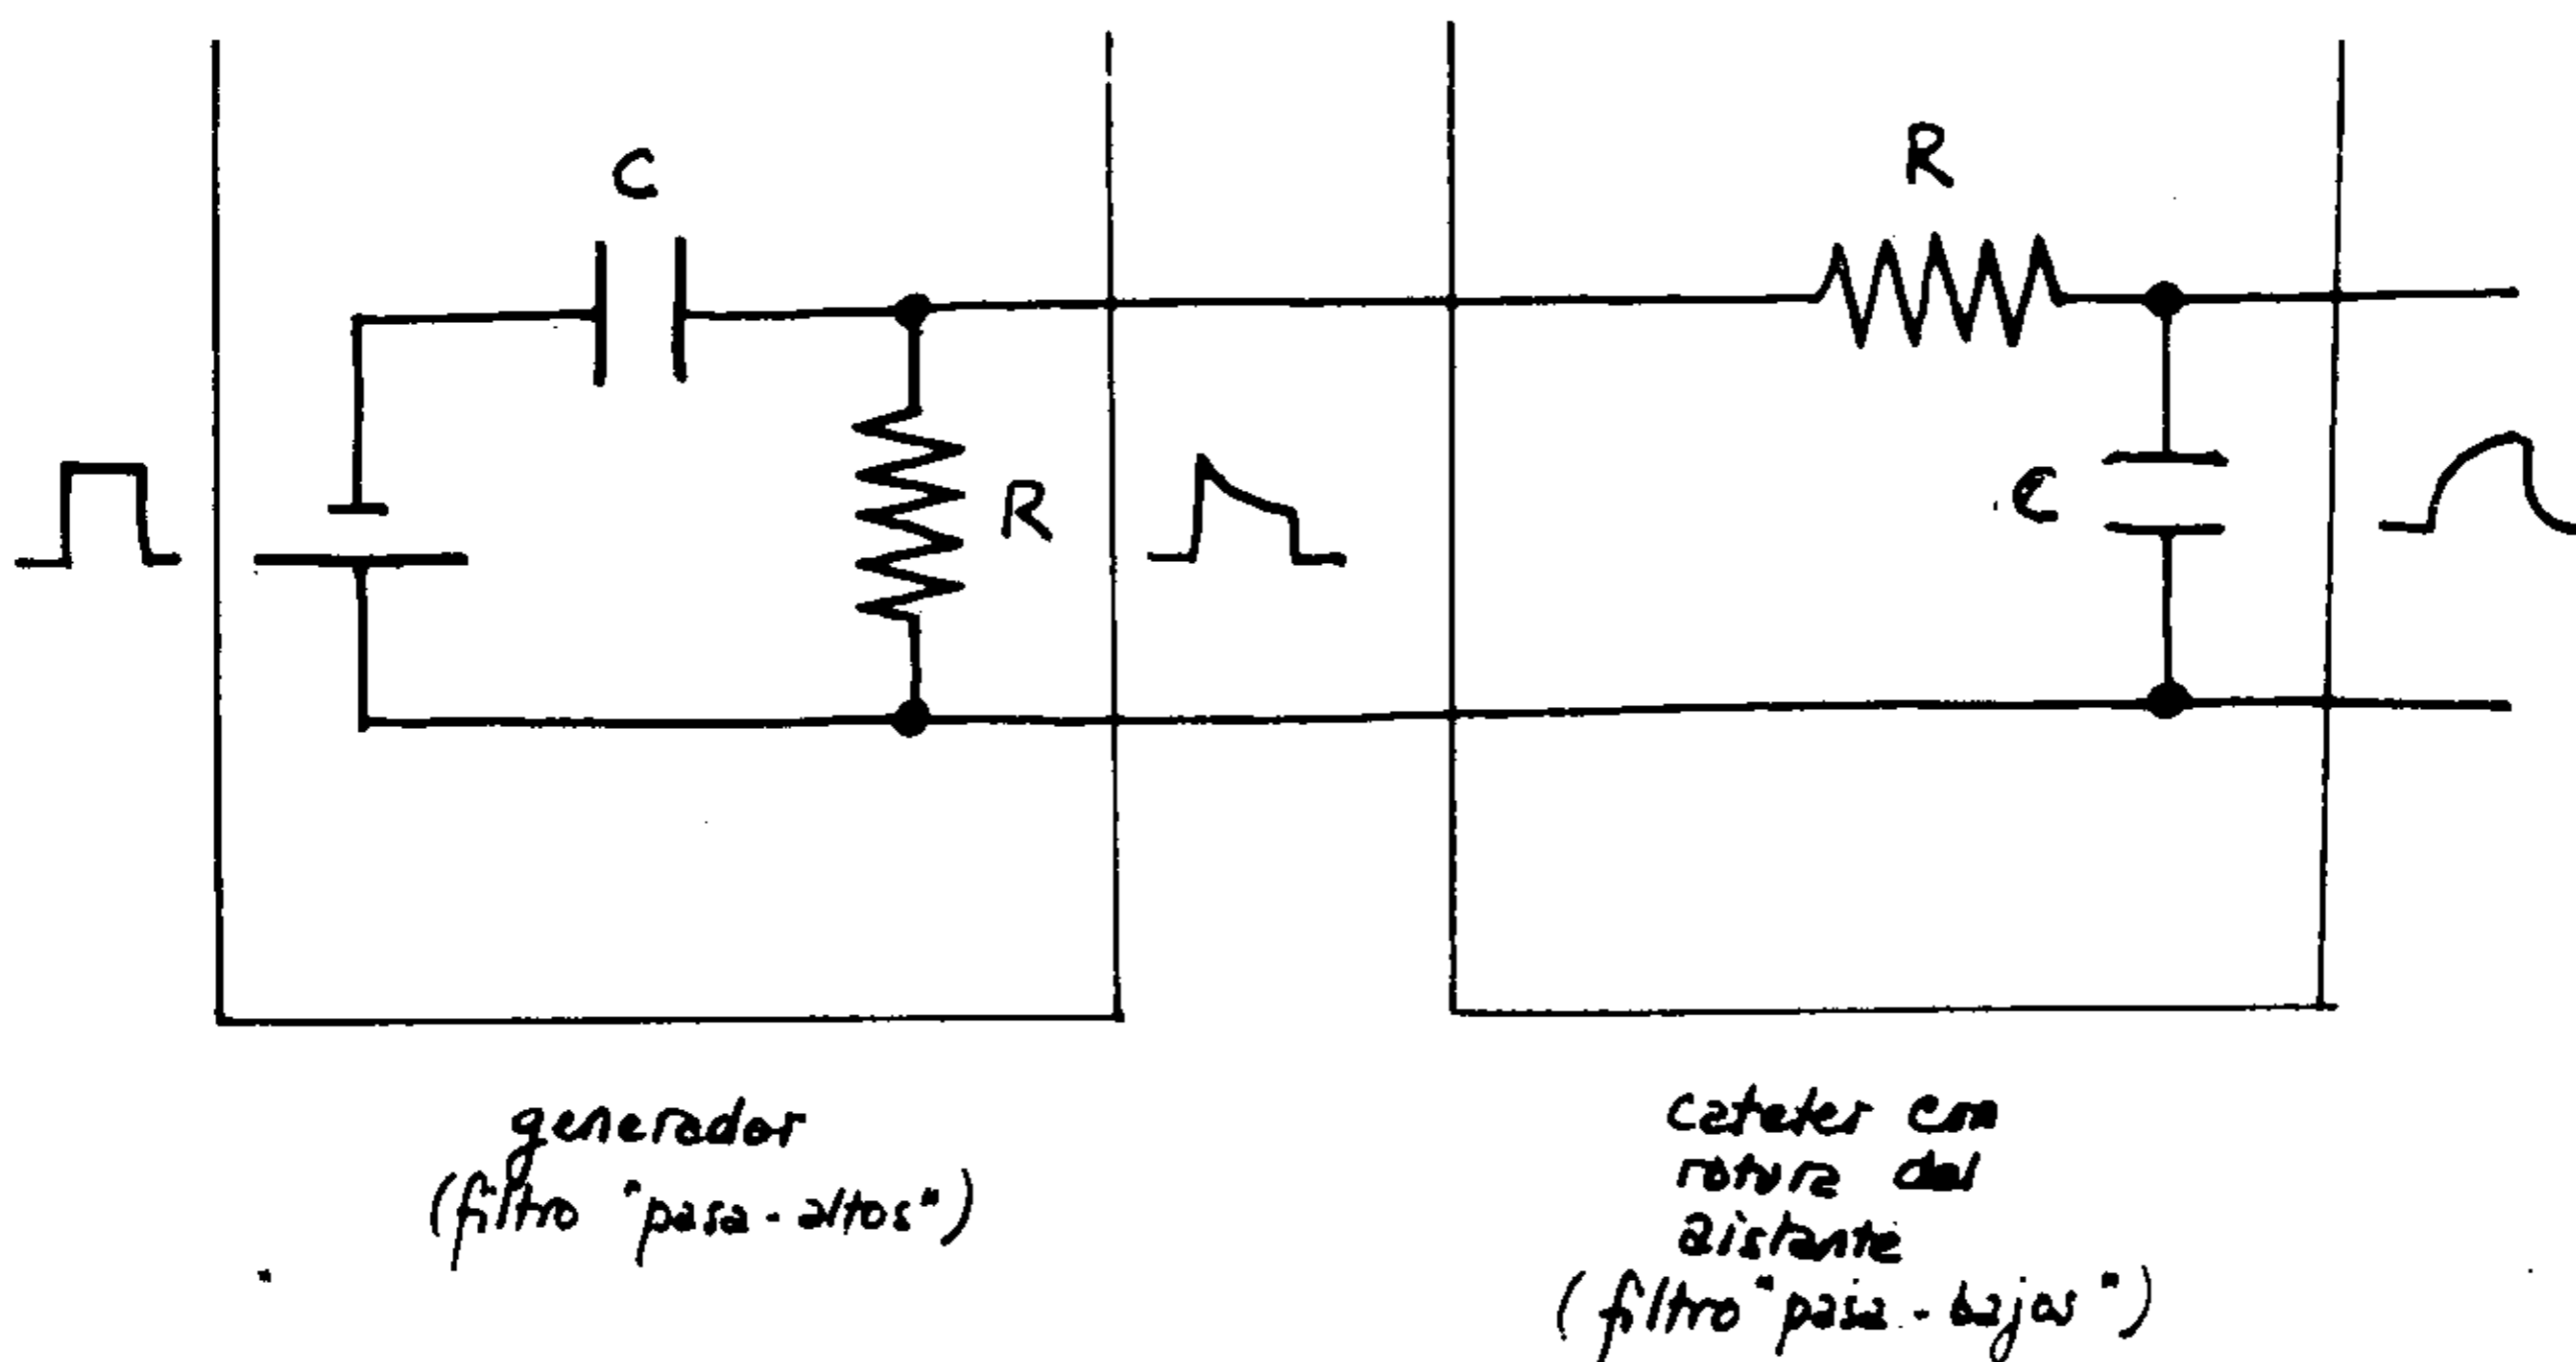 C
R
R
C
generador
(filtro "pasa-altos")
cateter con
rotura del
aislante
(filtro "pasa-bajos")